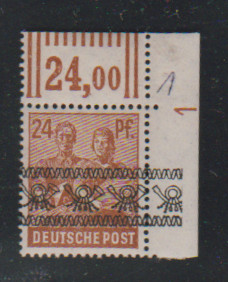 24,00
1
1
24 Pf.
DEUTSCHE POST